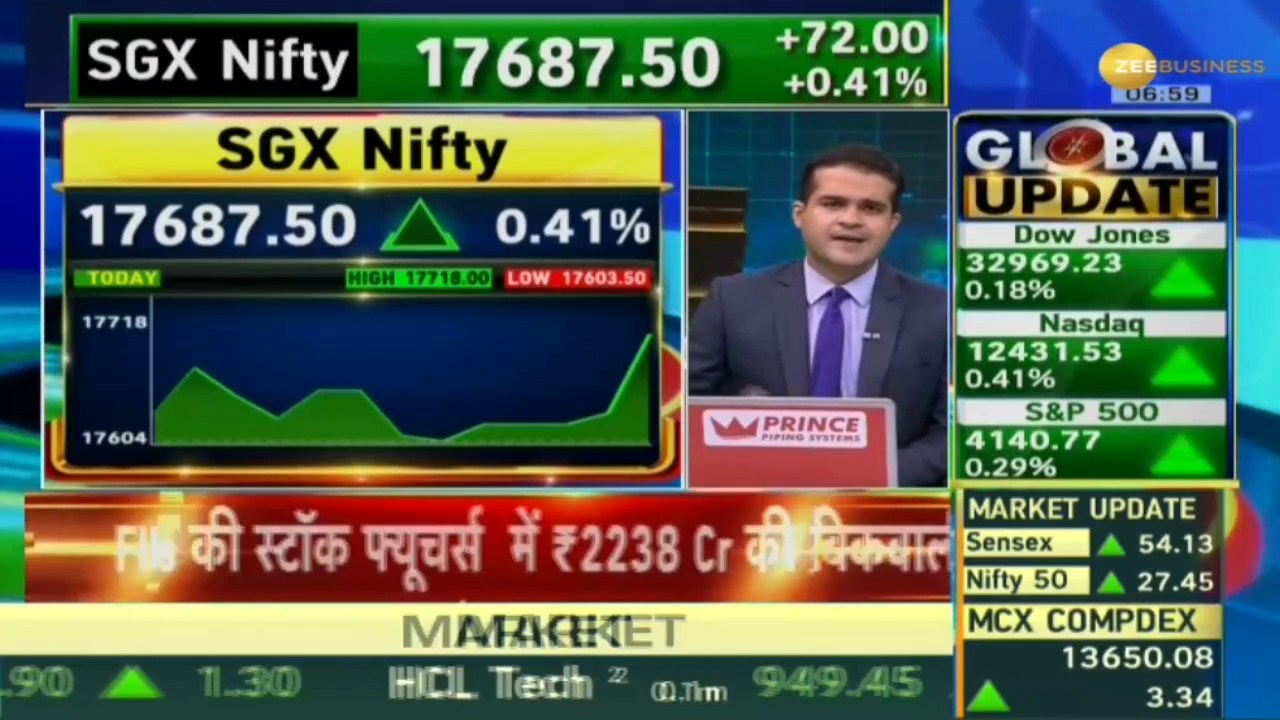 SGX Nifty 17687.50 +72.00
+0.41%
ZEEBUSINESS
06:59
SGX Nifty
17687.50 0.41%
TODAY HIGH 17718.00 LOW 17603.50
17718
17604
PRINCE
PIPING SYSTEMS
GLOBAL
UPDATE
Dow Jones
32969.23
0.18%
Nasdaq
12431.53
0.41%
S&P 500
4140.77
0.29%
की स्टॉक फ्यूचर्स में ₹2238 Cr की
MARKET UPDATE
Sensex 54.13
Nifty 50 27.45
MCX COMPDEX
13650.08
3.34
MARKET
.90 1.30 HCL Tech 949.45